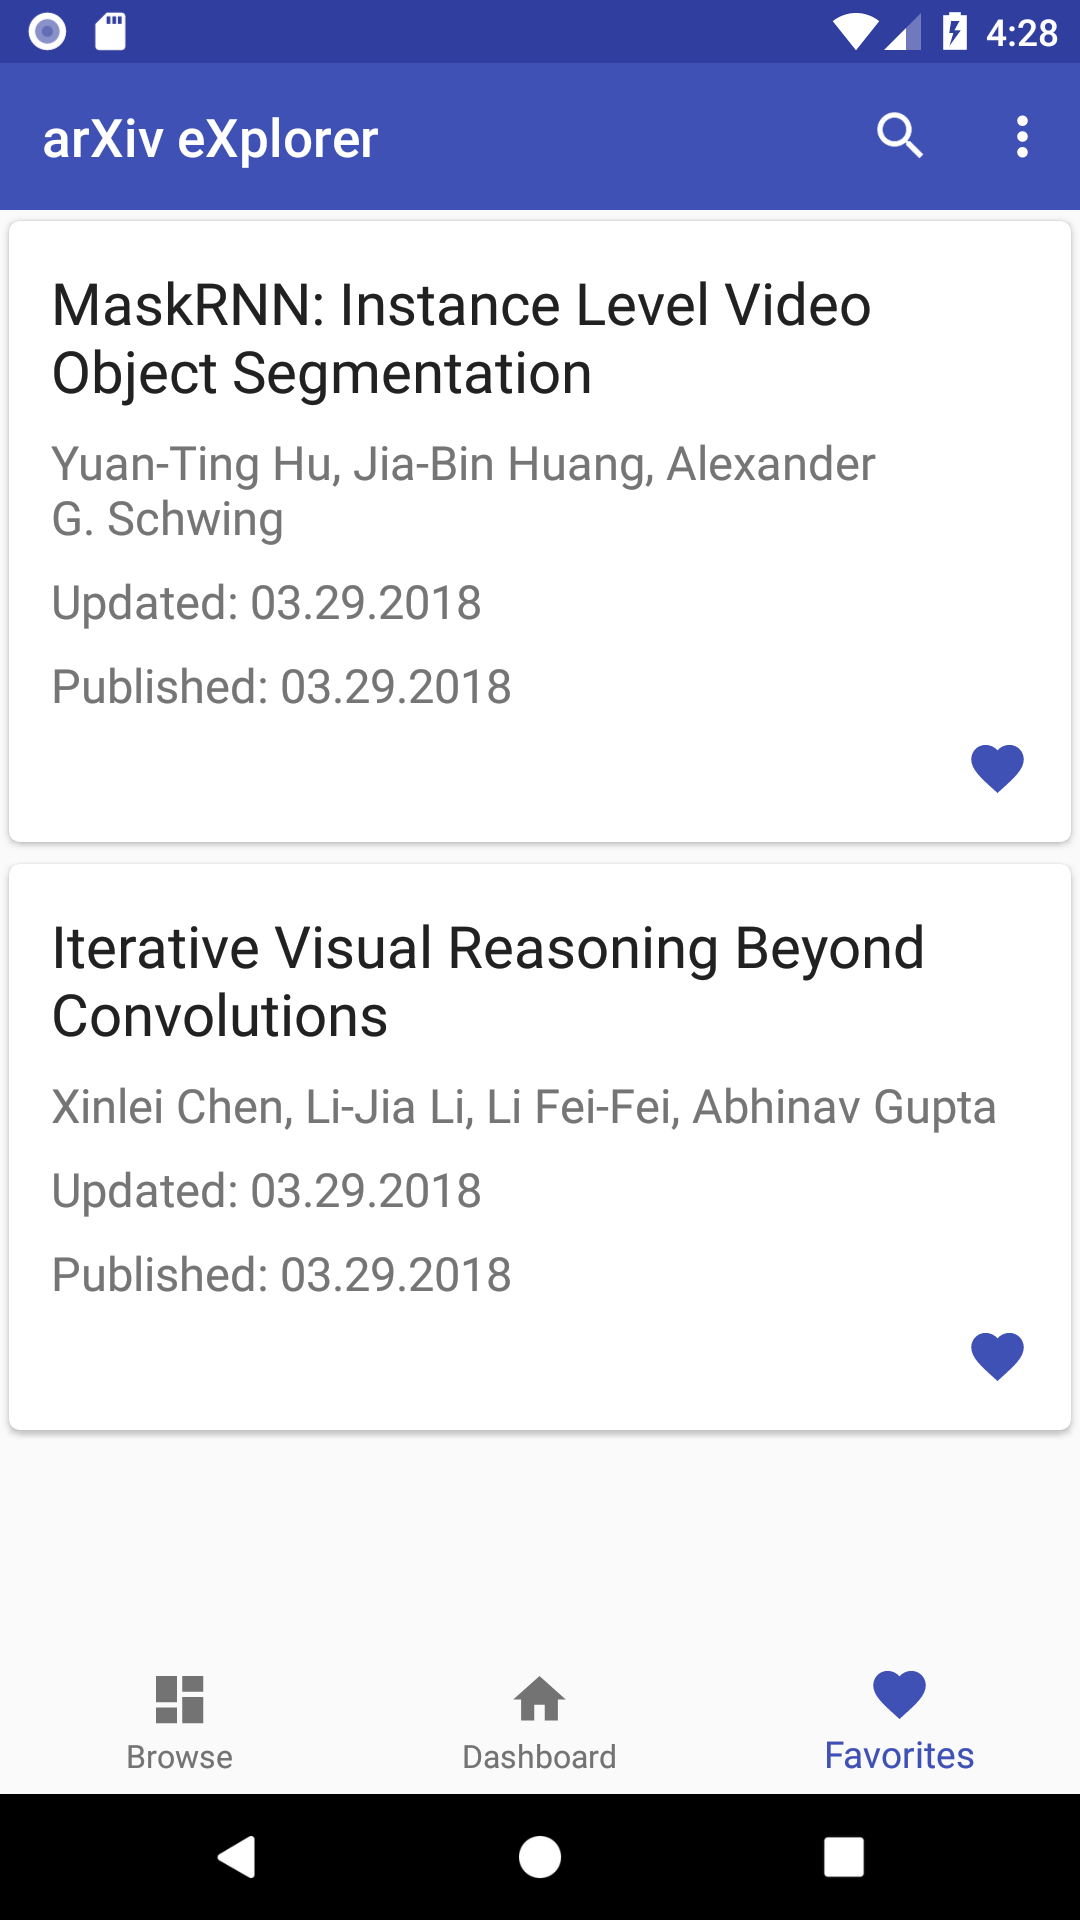 4:28
arXiv eXplorer
MaskRNN: Instance Level Video
Object Segmentation
Yuan-Ting Hu, Jia-Bin Huang, Alexander
G. Schwing
Updated: 03.29.2018
Published: 03.29.2018
Iterative Visual Reasoning Beyond
Convolutions
Xinlei Chen, Li-Jia Li, Li Fei-Fei, Abhinav Gupta
Updated: 03.29.2018
Published: 03.29.2018
Browse
Dashboard
Favorites